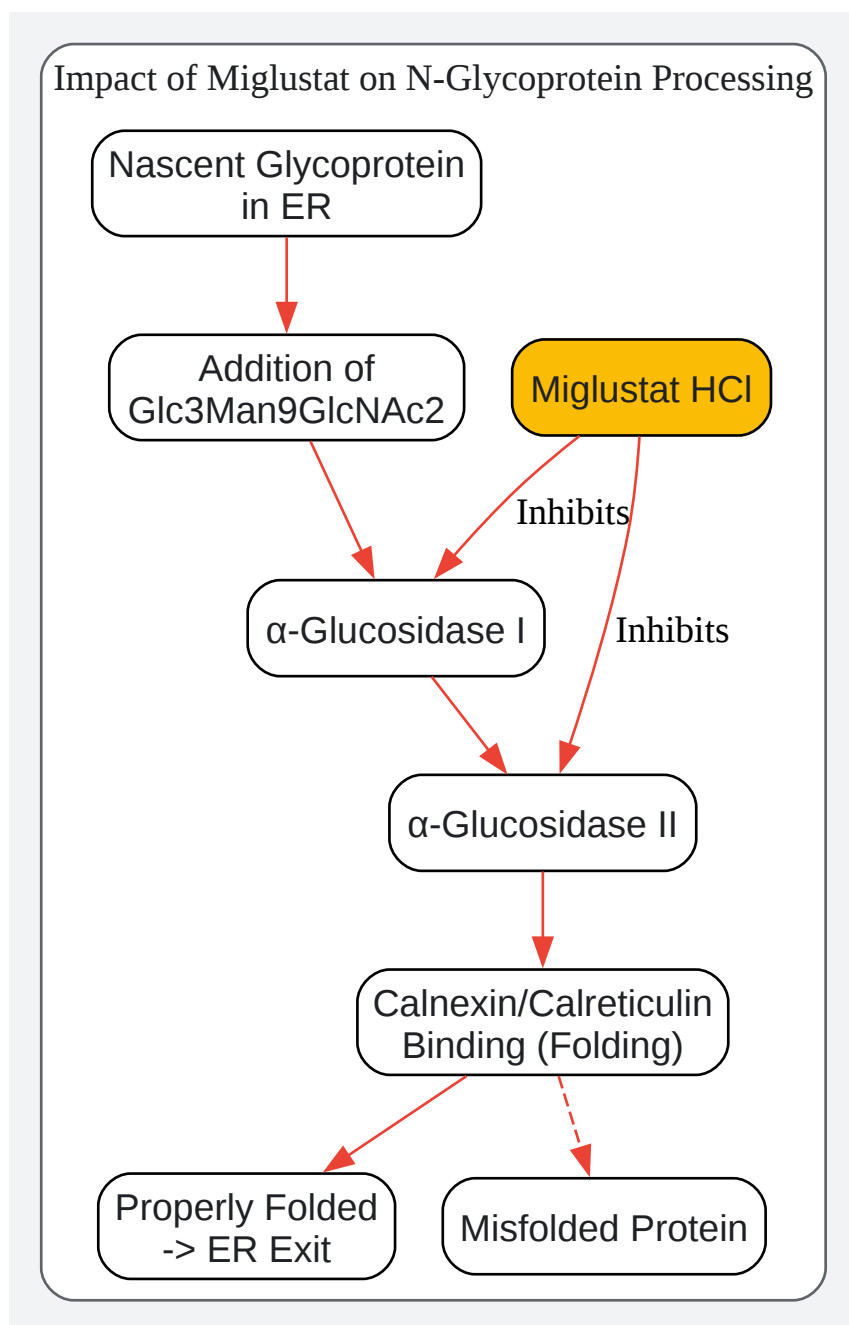 Impact of Miglustat on N-Glycoprotein Processing
Nascent Glycoprotein
in ER
Addition of
Glc3Man9GlcNAc2
Miglustat HCl
Inhibits
α-Glucosidase I
Inhibits
α-Glucosidase II
Calnexin/Calreticulin
Binding (Folding)
Properly Folded
-> ER Exit
Misfolded Protein